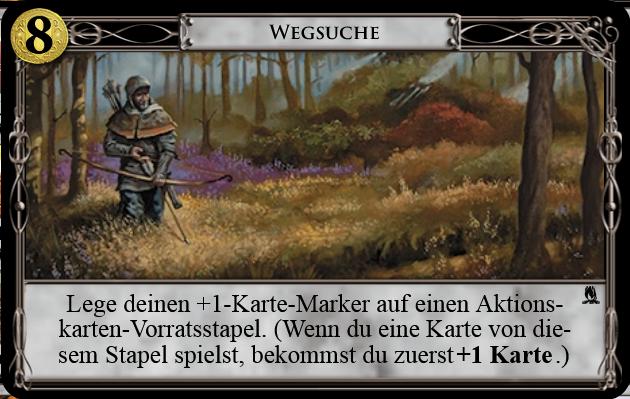 8
WEGSUCHE
Lege deinen +1-Karte-Marker auf einen Aktions-
karten-Vorratsstapel. (Wenn du eine Karte von die-
sem Stapel spielst, bekommst du zuerst +1 Karte.)